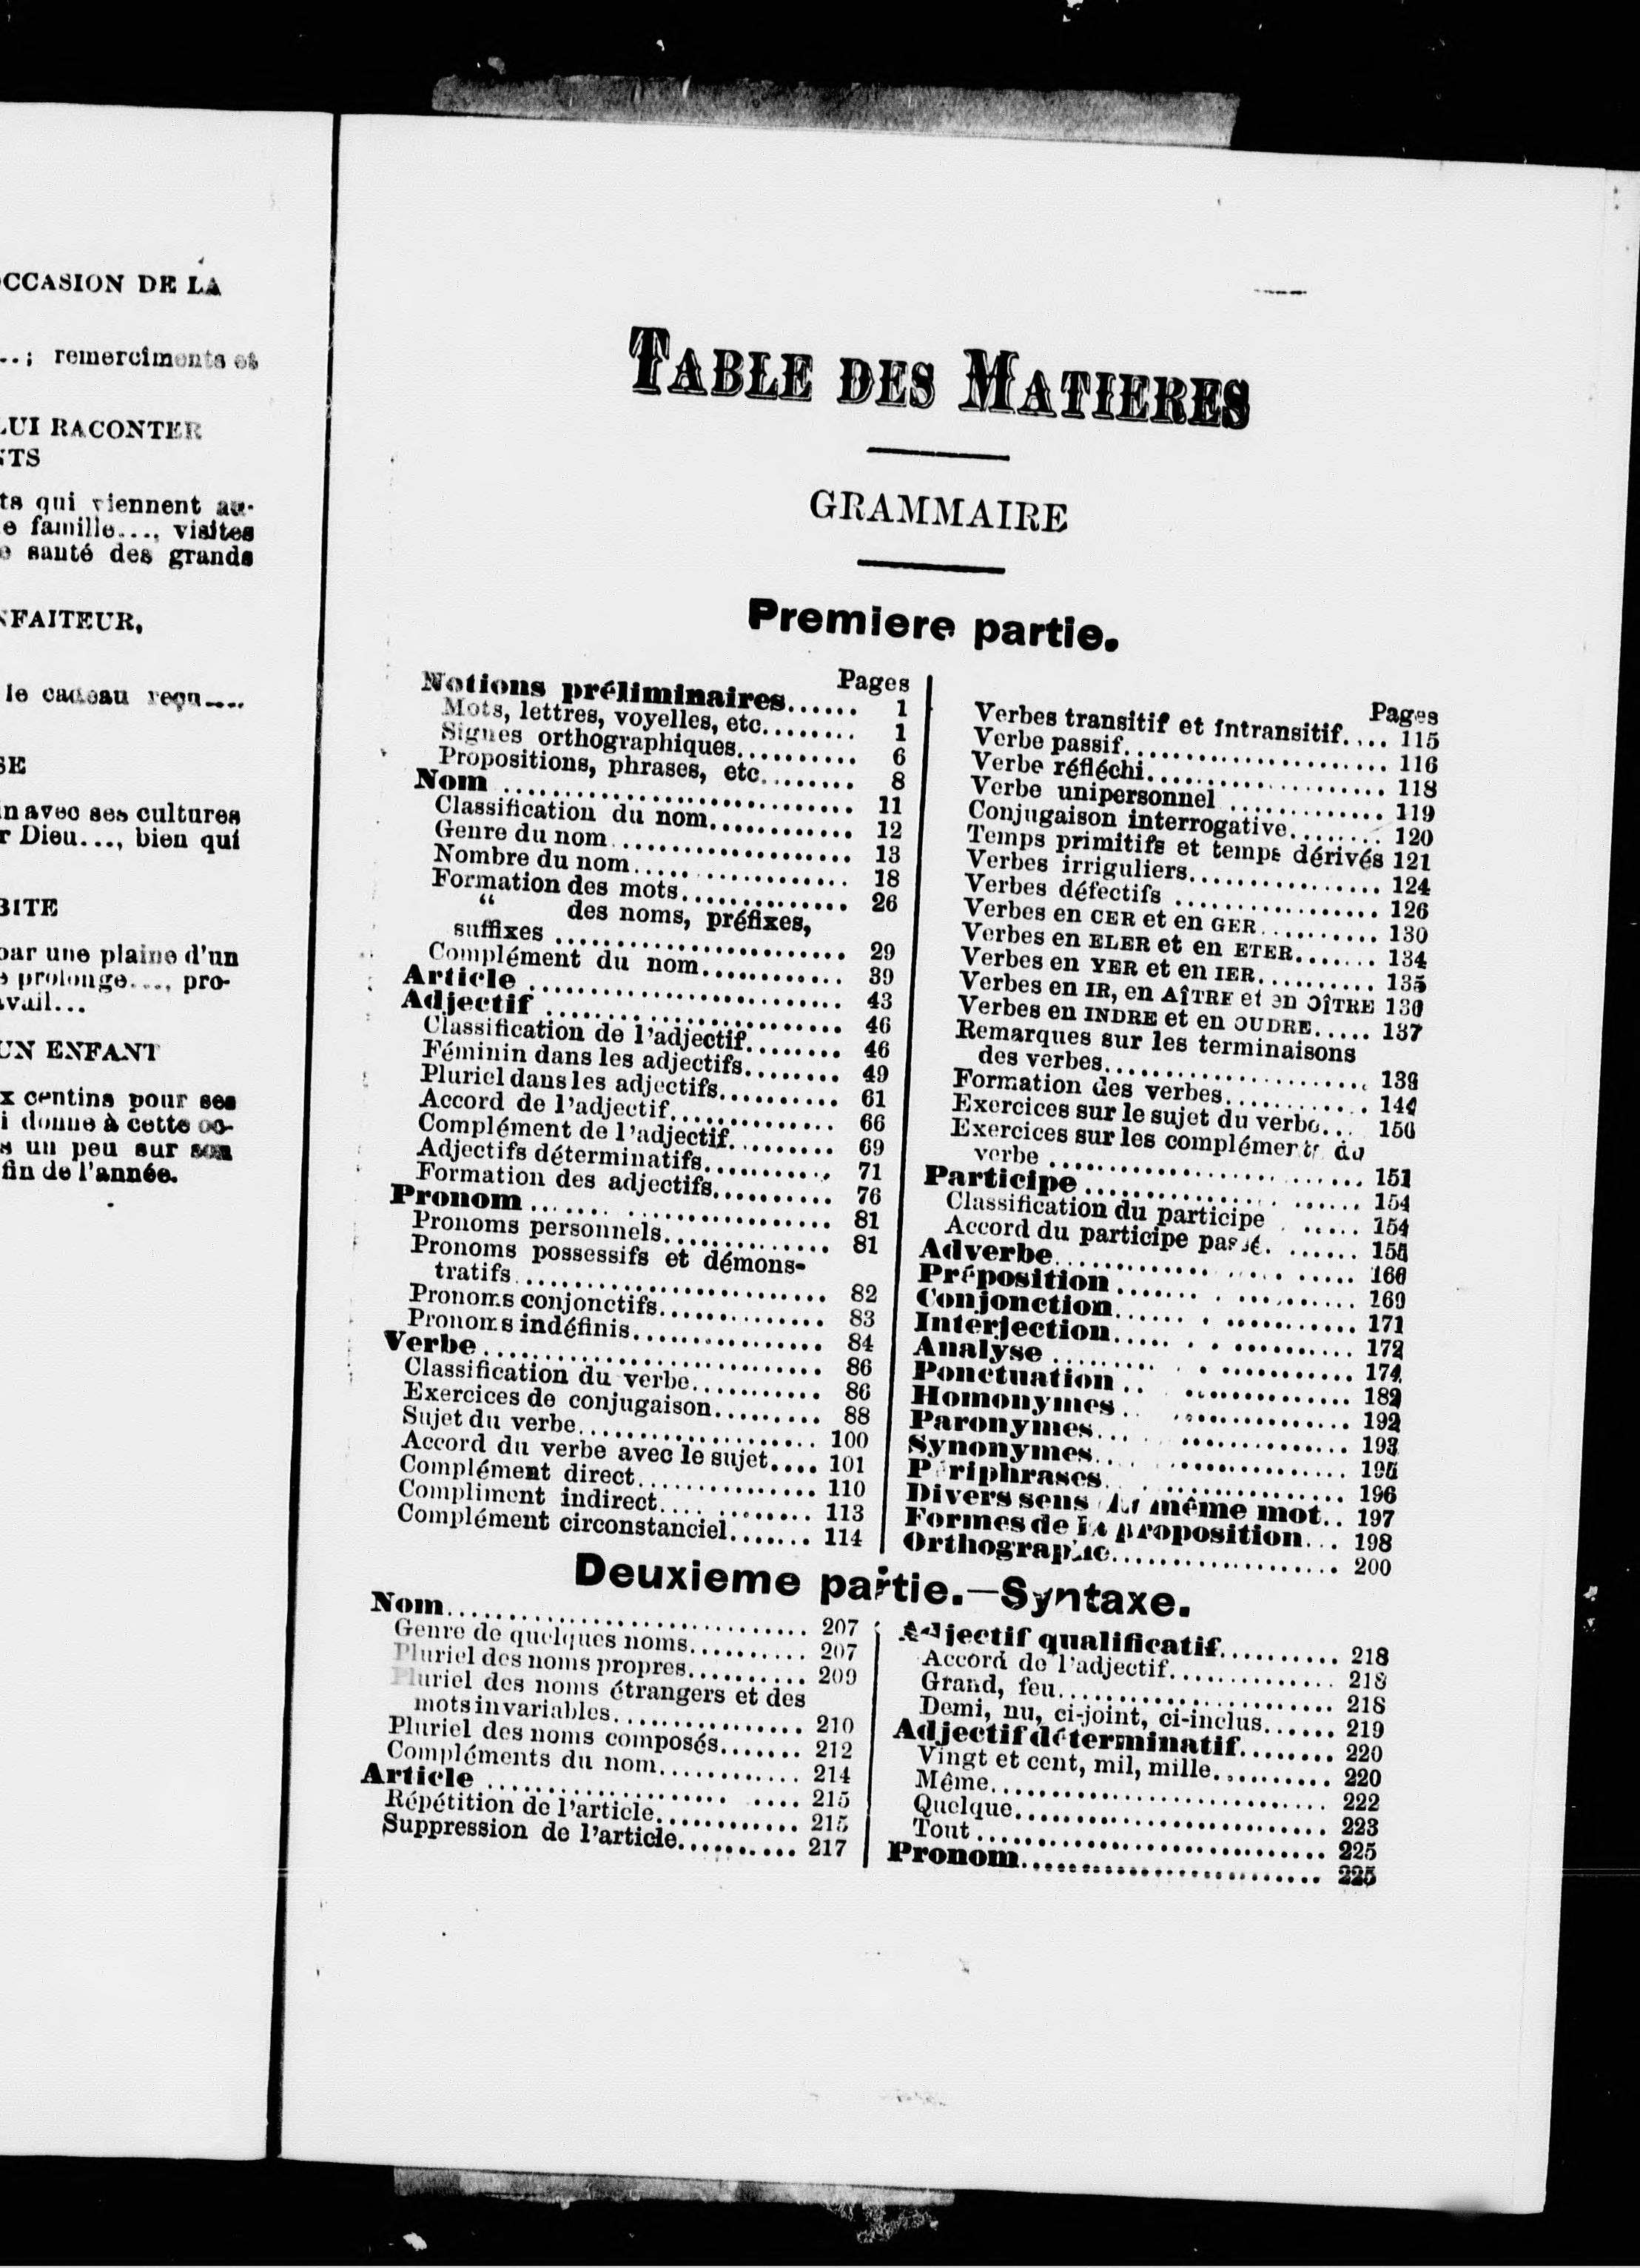 OCCASION DE LA
...; remercîments et
LUI RACONTER
NTS
ts qui viennent au-
e famille..., visites
e santé des grands
NFAITEUR,
le cadeau reçu....
SE
in avec ses cultures
r Dieu..., bien qui
BITE
par une plaine d'un
prolonge...., pro-
avail...
UN ENFANT
x centins pour ses
i donne à cette oc-
s un peu sur son
fin de l'année.
TABLE DES MATIERES
GRAMMAIRE
Premiere partie.
Pages
Notions préliminaires...... 1
Mots, lettres, voyelles, etc........ 1
Signes orthographiques.......... 6
Propositions, phrases, etc........ 8
Nom .............................. 11
Classification du nom............ 12
Genre du nom.................... 13
Nombre du nom.................. 18
Formation des mots.............. 26
“ des noms, préfixes,
suffixes ........................ 29
Complément du nom............ 39
Article ........................... 43
Adjectif ......................... 46
Classification de l'adjectif........ 46
Féminin dans les adjectifs........ 49
Pluriel dans les adjectifs.......... 61
Accord de l'adjectif.............. 66
Complément de l'adjectif......... 69
Adjectifs déterminatifs........... 71
Formation des adjectifs.......... 76
Pronom .......................... 81
Pronoms personnels.............. 81
Pronoms possessifs et démons-
tratifs.......................... 82
Pronoms conjonctifs.............. 83
Pronoms indéfinis................ 84
Verbe ............................ 86
Classification du verbe........... 86
Exercices de conjugaison......... 88
Sujet du verbe.................... 100
Accord du verbe avec le sujet.... 101
Complément direct............... 110
Compliment indirect............. 113
Complément circonstanciel....... 114
Pages
Verbes transitif et intransitif.... 115
Verbe passif...................... 116
Verbe réfléchi.................... 118
Verbe unipersonnel ............. 119
Conjugaison interrogative........ 120
Temps primitifs et temps dérivés 121
Verbes irriguliers................ 124
Verbes défectifs ................. 126
Verbes en CER et en GER.......... 130
Verbes en ELER et en ETER....... 134
Verbes en YER et en IER.......... 135
Verbes en IR, en AÎTRE et en OÎTRE 136
Verbes en INDRE et en OUDRE..... 137
Remarques sur les terminaisons
des verbes...................... 139
Formation des verbes............ 144
Exercices sur le sujet du verbe... 150
Exercices sur les compléments du
verbe .......................... 151
Participe ........................ 154
Classification du participe ..... 154
Accord du participe passé. ...... 155
Adverbe.......................... 166
Préposition ..................... 169
Conjonction..................... 171
Interjection..................... 172
Analyse ......................... 174
Ponctuation .................... 182
Homonymes.................... 192
Paronymes...................... 193
Synonymes...................... 195
Périphrases..................... 196
Divers sens du même mot.. 197
Formes de la proposition... 198
Orthographe.................... 200
Deuxieme partie.—Syntaxe.
Nom.............................. 207
Genre de quelques noms.......... 207
Pluriel des noms propres.......... 209
Pluriel des noms étrangers et des
mots invariables................ 210
Pluriel des noms composés....... 212
Compléments du nom............ 214
Article .......................... 215
Répétition de l'article............ 215
Suppression de l'article.......... 217
Adjectif qualificatif.......... 218
Accord de l'adjectif.............. 218
Grand, feu........................ 218
Demi, nu, ci-joint, ci-inclus...... 219
Adjectif déterminatif........ 220
Vingt et cent, mil, mille.......... 220
Même............................. 222
Quelque.......................... 223
Tout ............................. 225
Pronom.......................... 225